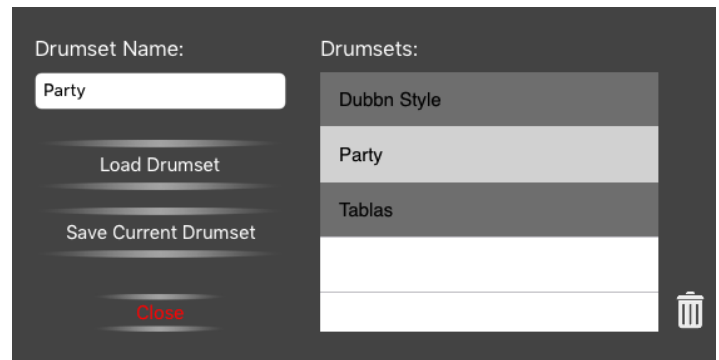 Drumset Name:
Party
Load Drumset
Save Current Drumset
Close
Drumsets:
Dubbn Style
Party
Tablas